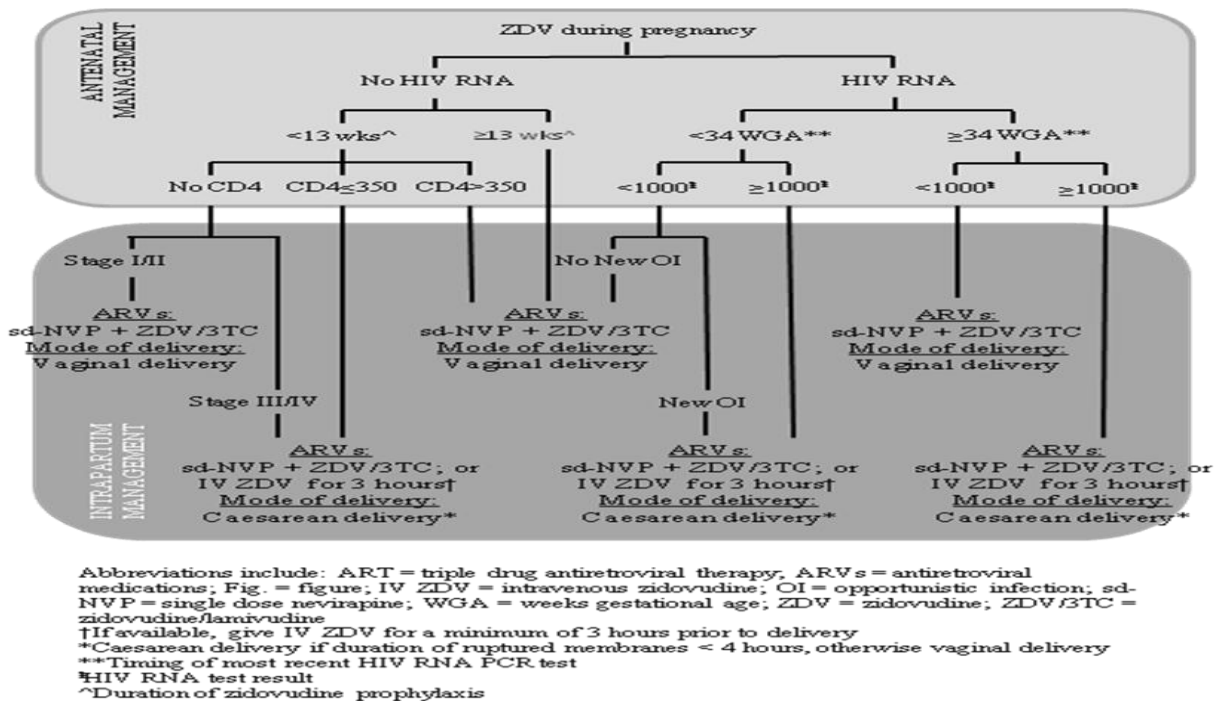 ANTENATAL
MANAGEMENT
ZDV during pregnancy
No HIV RNA
HIV RNA
<13 wks^
≥13 wks^
<34 WGA**
≥34 WGA**
No CD4
CD4≤350
CD4>350
<1000¥
≥1000¥
<1000¥
≥1000¥
INTRAPARTUM
MANAGEMENT
Stage I/II
No New OI
ARVs:
sd-NVP + ZDV/3TC
Mode of delivery:
Vaginal delivery
ARVs:
sd-NVP + ZDV/3TC
Mode of delivery:
Vaginal delivery
ARVs:
sd-NVP + ZDV/3TC
Mode of delivery:
Vaginal delivery
Stage III/IV
New OI
ARVs:
sd-NVP + ZDV/3TC; or
IV ZDV for 3 hours†
Mode of delivery:
Caesarean delivery*
ARVs:
sd-NVP + ZDV/3TC; or
IV ZDV for 3 hours†
Mode of delivery:
Caesarean delivery*
ARVs:
sd-NVP + ZDV/3TC; or
IV ZDV for 3 hours†
Mode of delivery:
Caesarean delivery*
Abbreviations include: ART = triple drug antiretroviral therapy; ARVs = antiretroviral
medications; Fig. = figure; IV ZDV = intravenous zidovudine; OI = opportunistic infection; sd-
NVP = single dose nevirapine; WGA = weeks gestational age; ZDV = zidovudine; ZDV/3TC =
zidovudine/lamivudine
†If available, give IV ZDV for a minimum of 3 hours prior to delivery
*Caesarean delivery if duration of ruptured membranes < 4 hours, otherwise vaginal delivery
**Timing of most recent HIV RNA PCR test
¥HIV RNA test result
^Duration of zidovudine prophylaxis